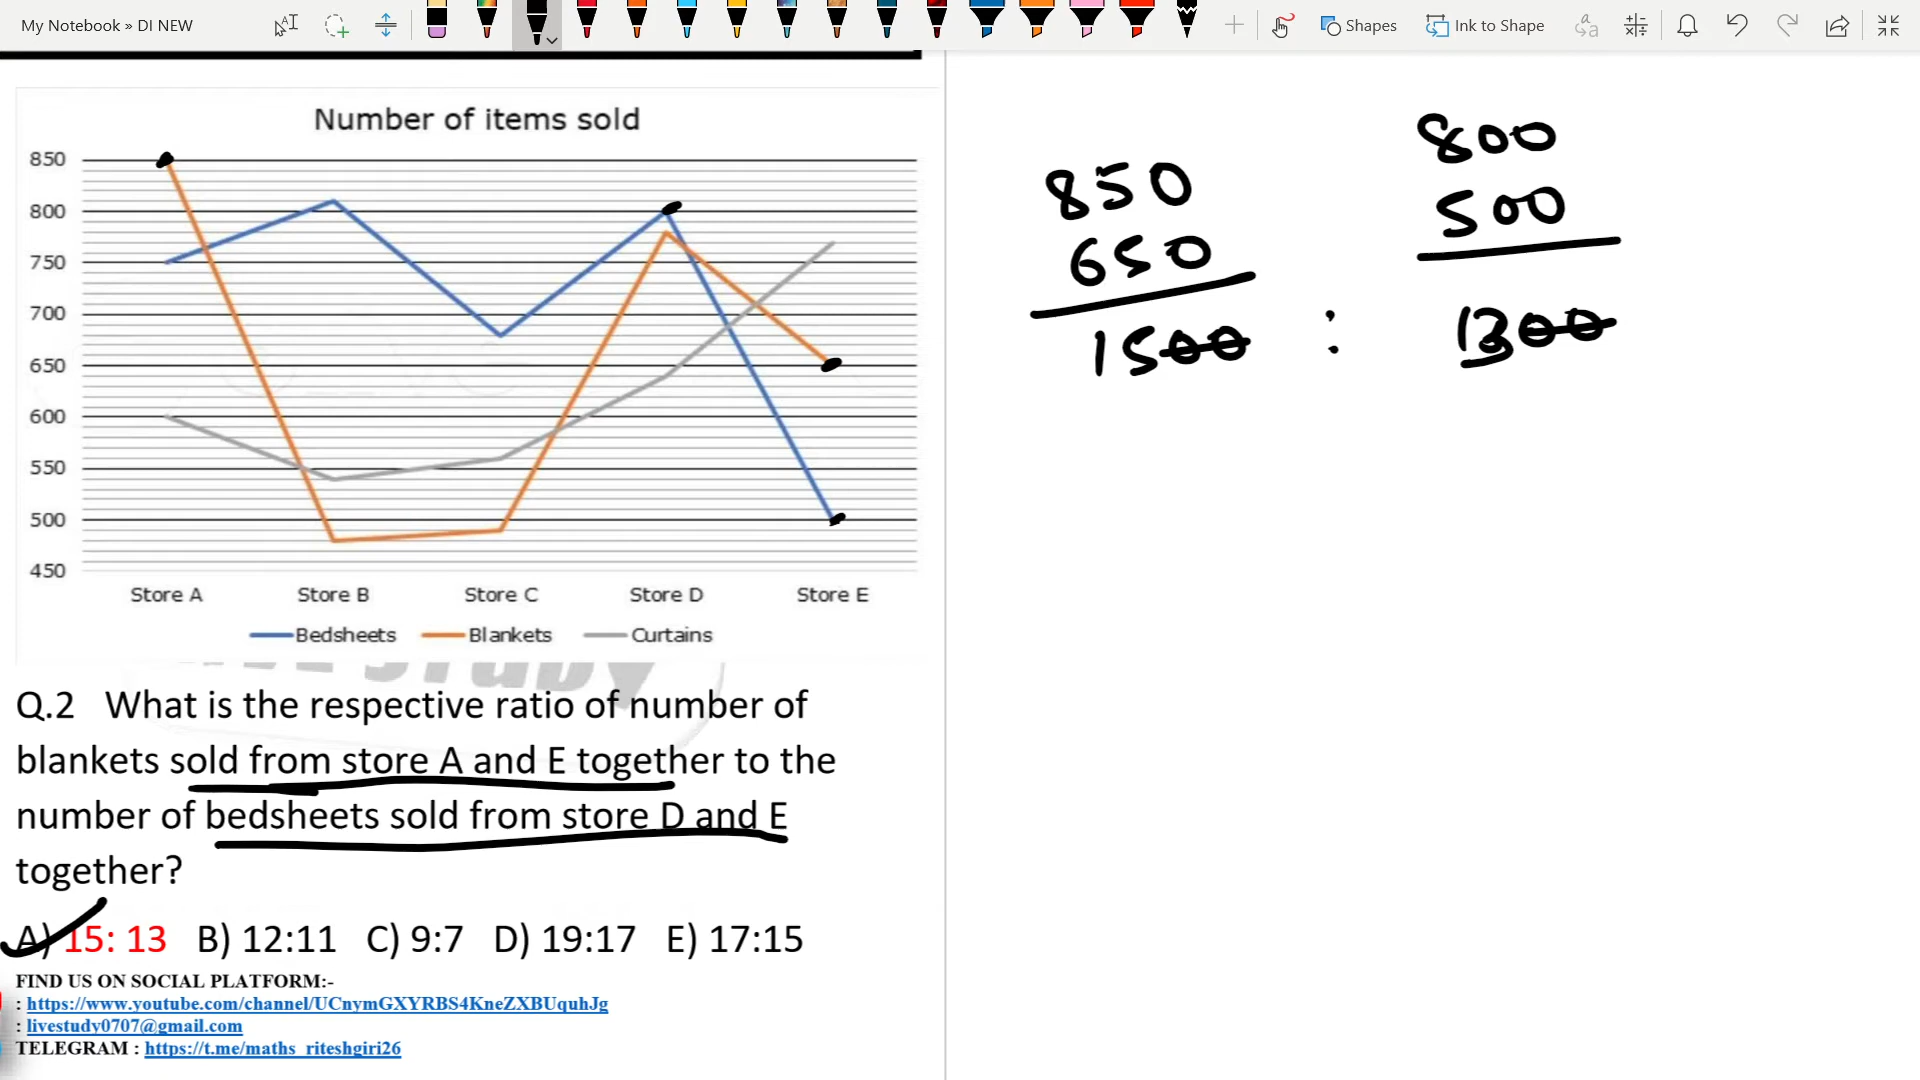 My Notebook » DI NEW
Shapes
Ink to Shape
Number of items sold
850
800
750
700
650
600
550
500
450
Store A Store B Store C Store D Store E
Bedsheets Blankets Curtains
Q.2 What is the respective ratio of number of
blankets sold from store A and E together to the
number of bedsheets sold from store D and E
together?
A) 15: 13 B) 12:11 C) 9:7 D) 19:17 E) 17:15
FIND US ON SOCIAL PLATFORM:-
: https://www.youtube.com/channel/UCnymGXYRBS4KneZXBUquhJg
: livestudy0707@gmail.com
TELEGRAM : https://t.me/maths_riteshgiri26
850
650
1500 : 1300
800
500